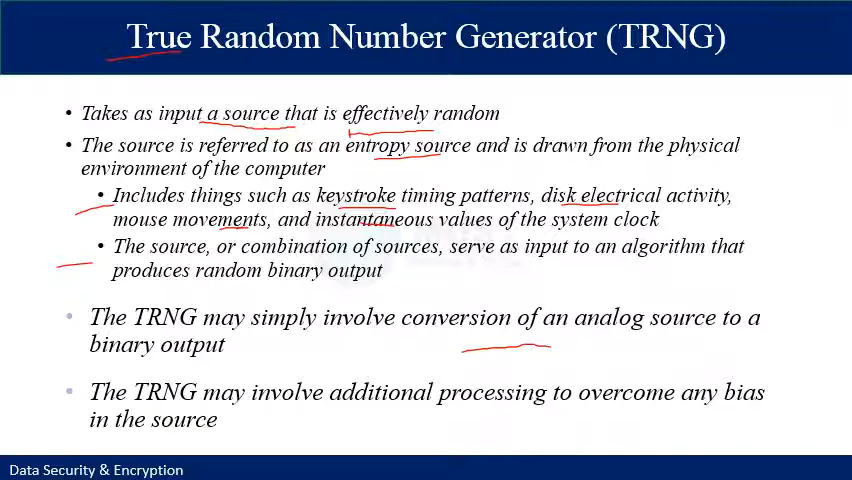 True Random Number Generator (TRNG)
• Takes as input a source that is effectively random
• The source is referred to as an entropy source and is drawn from the physical
environment of the computer
• Includes things such as keystroke timing patterns, disk electrical activity,
mouse movements, and instantaneous values of the system clock
• The source, or combination of sources, serve as input to an algorithm that
produces random binary output
• The TRNG may simply involve conversion of an analog source to a
binary output
• The TRNG may involve additional processing to overcome any bias
in the source
Data Security & Encryption